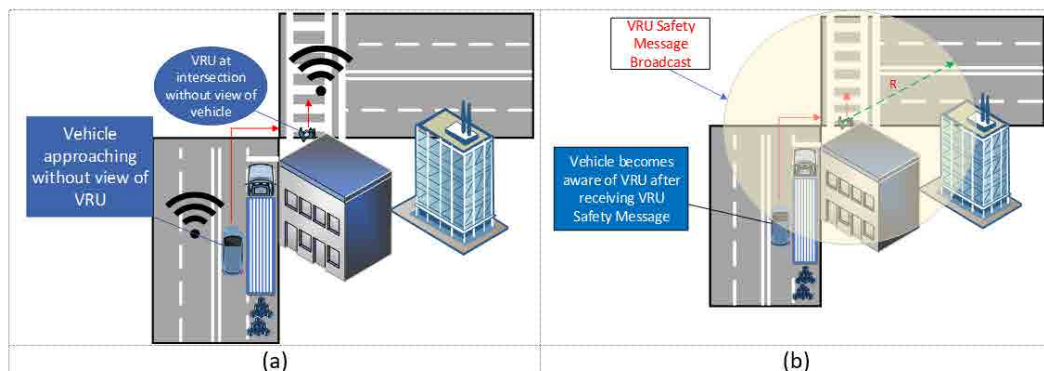 VRU at
intersection
without view of
vehicle
Vehicle
approaching
without view of
VRU
(a)
VRU Safety
Message
Broadcast
R
Vehicle becomes
aware of VRU after
receiving VRU
Safety Message
(b)